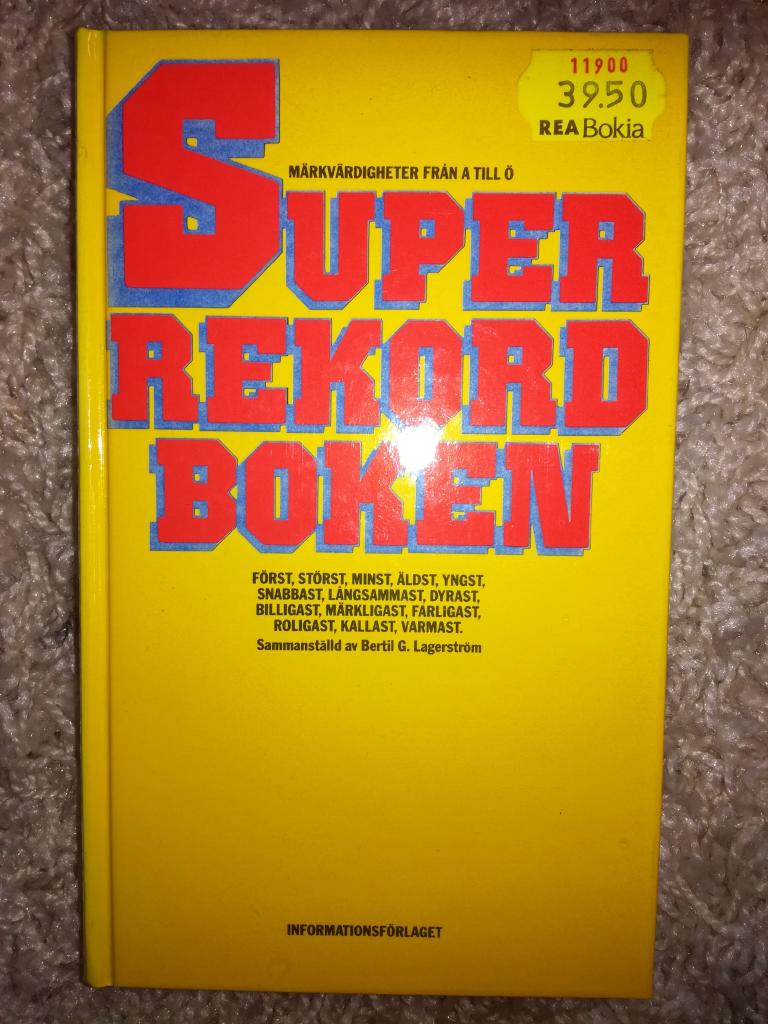 11900
39.50
REA Bokia
MÄRKVÄRDIGHETER FRÅN A TILL Ö
SUPER
REKORD
BOKEN
FÖRST, STÖRST, MINST, ÄLDST, YNGST,
SNABBAST, LÅNGSAMMAST, DYRAST,
BILLIGAST, MÄRKLIGAST, FARLIGAST,
ROLIGAST, KALLAST, VARMAST.
Sammanställd av Bertil G. Lagerström
INFORMATIONSFÖRLAGET